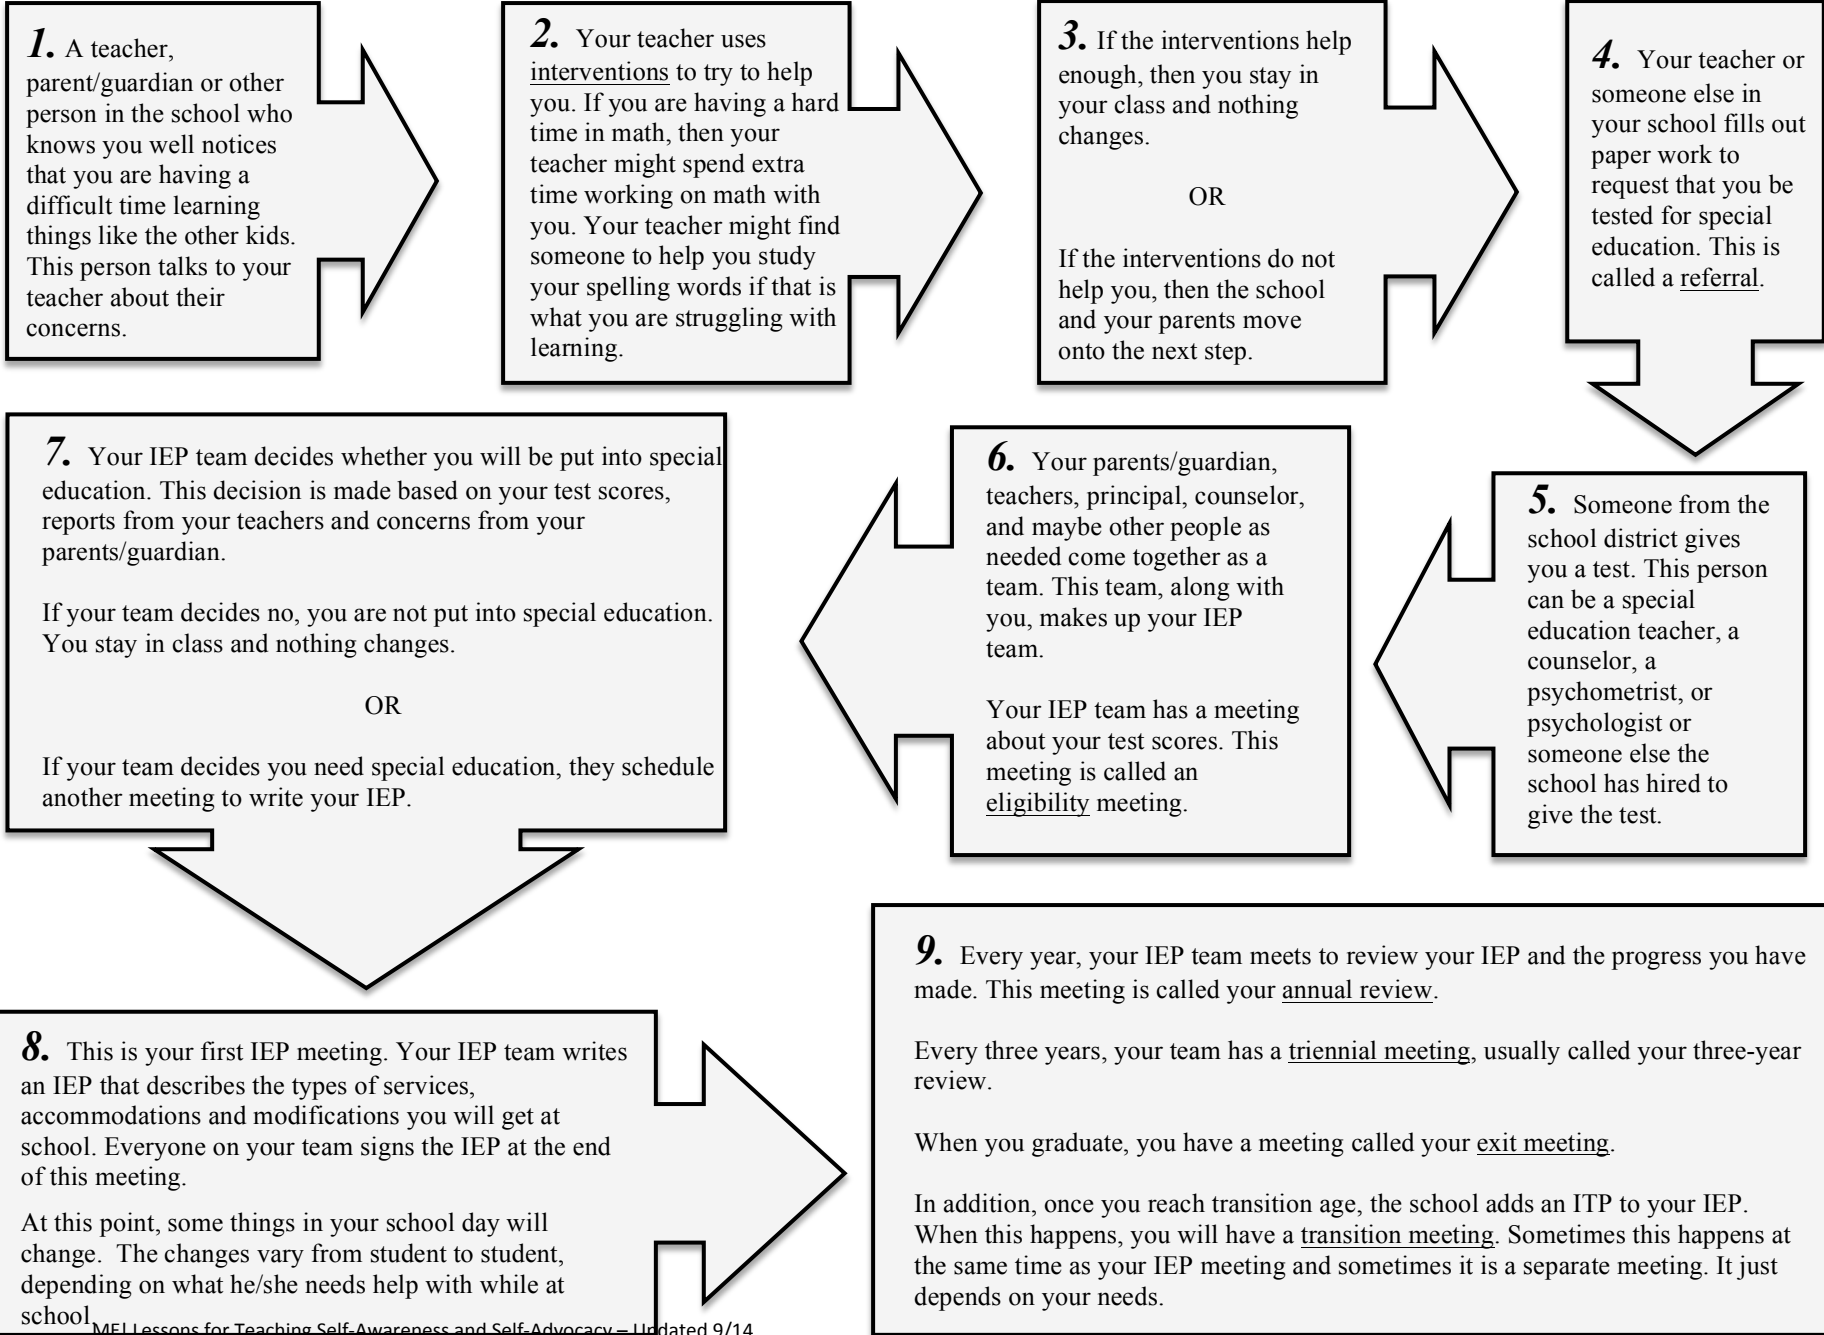 1. A teacher,
parent/guardian or other
person in the school who
knows you well notices
that you are having a
difficult time learning
things like the other kids.
This person talks to your
teacher about their
concerns.
2. Your teacher uses
interventions to try to help
you. If you are having a hard
time in math, then your
teacher might spend extra
time working on math with
you. Your teacher might find
someone to help you study
your spelling words if that is
what you are struggling with
learning.
3. If the interventions help
enough, then you stay in
your class and nothing
changes.
OR
If the interventions do not
help you, then the school
and your parents move
onto the next step.
4. Your teacher or
someone else in
your school fills out
paper work to
request that you be
tested for special
education. This is
called a referral.
5. Someone from the
school district gives
you a test. This person
can be a special
education teacher, a
counselor, a
psychometrist, or
psychologist or
someone else the
school has hired to
give the test.
6. Your parents/guardian,
teachers, principal, counselor,
and maybe other people as
needed come together as a
team. This team, along with
you, makes up your IEP
team.
Your IEP team has a meeting
about your test scores. This
meeting is called an
eligibility meeting.
7. Your IEP team decides whether you will be put into special
education. This decision is made based on your test scores,
reports from your teachers and concerns from your
parents/guardian.
If your team decides no, you are not put into special education.
You stay in class and nothing changes.
OR
If your team decides you need special education, they schedule
another meeting to write your IEP.
8. This is your first IEP meeting. Your IEP team writes
an IEP that describes the types of services,
accommodations and modifications you will get at
school. Everyone on your team signs the IEP at the end
of this meeting.
At this point, some things in your school day will
change. The changes vary from student to student,
depending on what he/she needs help with while at
school.
9. Every year, your IEP team meets to review your IEP and the progress you have
made. This meeting is called your annual review.
Every three years, your team has a triennial meeting, usually called your three-year
review.
When you graduate, you have a meeting called your exit meeting.
In addition, once you reach transition age, the school adds an ITP to your IEP.
When this happens, you will have a transition meeting. Sometimes this happens at
the same time as your IEP meeting and sometimes it is a separate meeting. It just
depends on your needs.
ME! Lessons for Teaching Self-Awareness and Self-Advocacy – Updated 9/14